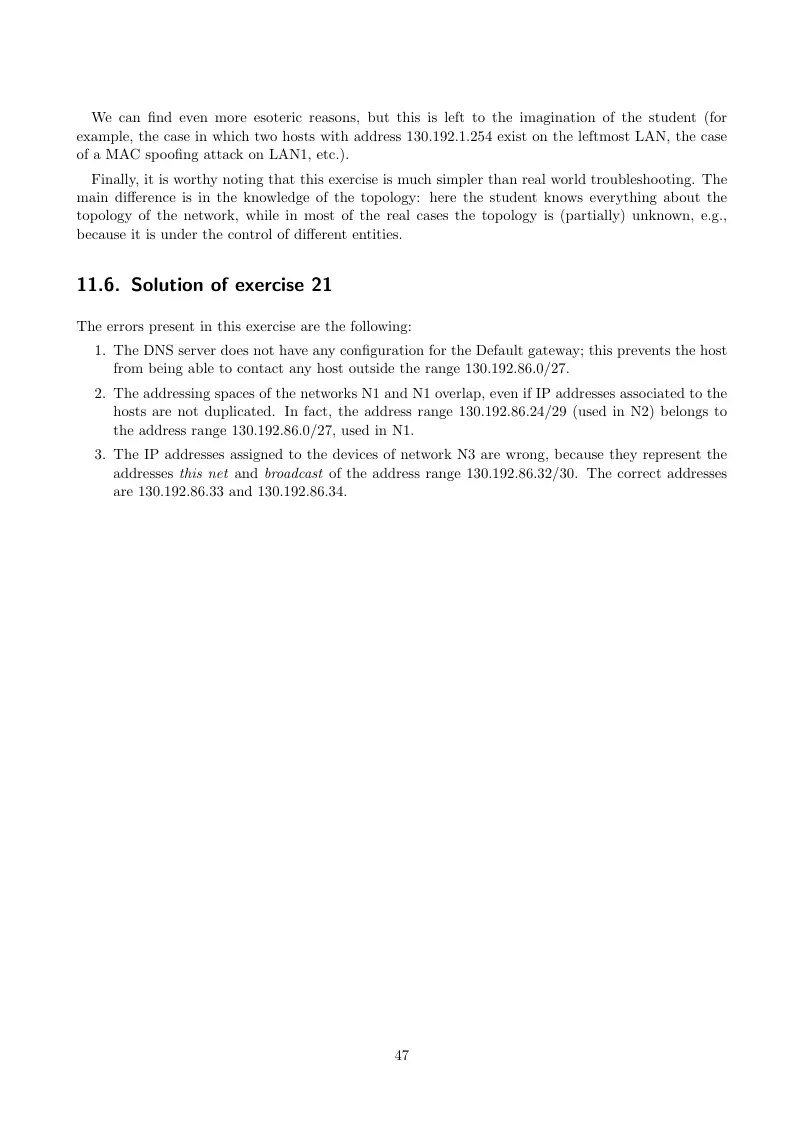 We can find even more esoteric reasons, but this is left to the imagination of the student (for
example, the case in which two hosts with address 130.192.1.254 exist on the leftmost LAN, the case
of a MAC spoofing attack on LAN1, etc.).
Finally, it is worthy noting that this exercise is much simpler than real world troubleshooting. The
main difference is in the knowledge of the topology: here the student knows everything about the
topology of the network, while in most of the real cases the topology is (partially) unknown, e.g.,
because it is under the control of different entities.
11.6. Solution of exercise 21
The errors present in this exercise are the following:
1. The DNS server does not have any configuration for the Default gateway; this prevents the host
from being able to contact any host outside the range 130.192.86.0/27.
2. The addressing spaces of the networks N1 and N1 overlap, even if IP addresses associated to the
hosts are not duplicated. In fact, the address range 130.192.86.24/29 (used in N2) belongs to
the address range 130.192.86.0/27, used in N1.
3. The IP addresses assigned to the devices of network N3 are wrong, because they represent the
addresses this net and broadcast of the address range 130.192.86.32/30. The correct addresses
are 130.192.86.33 and 130.192.86.34.
47